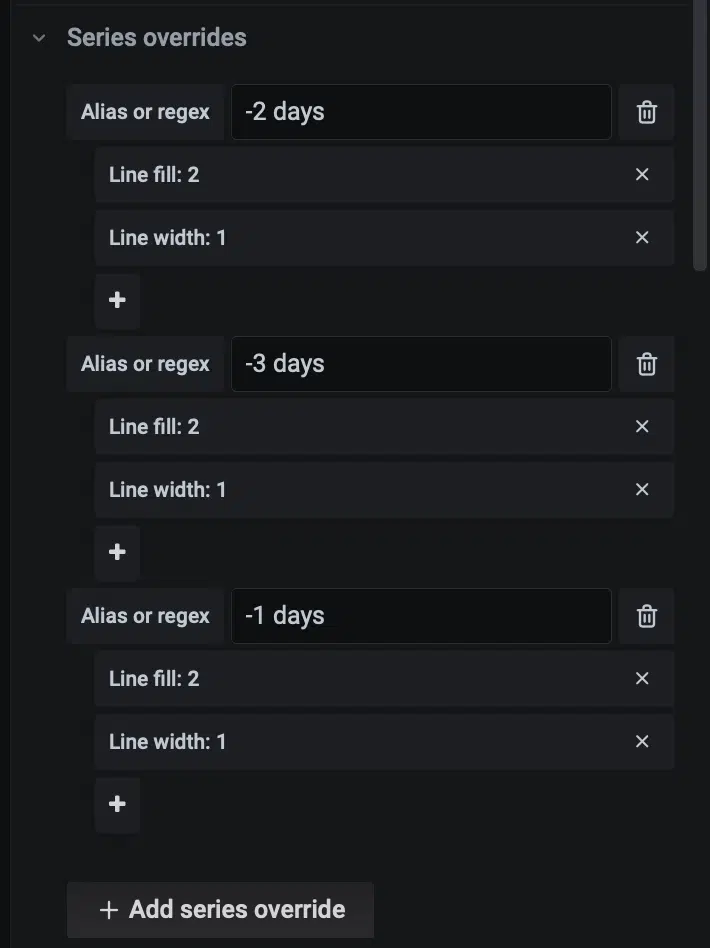 Series overrides
Alias or regex -2 days
Line fill: 2
Line width: 1
Alias or regex -3 days
Line fill: 2
Line width: 1
Alias or regex -1 days
Line fill: 2
Line width: 1
+ Add series override